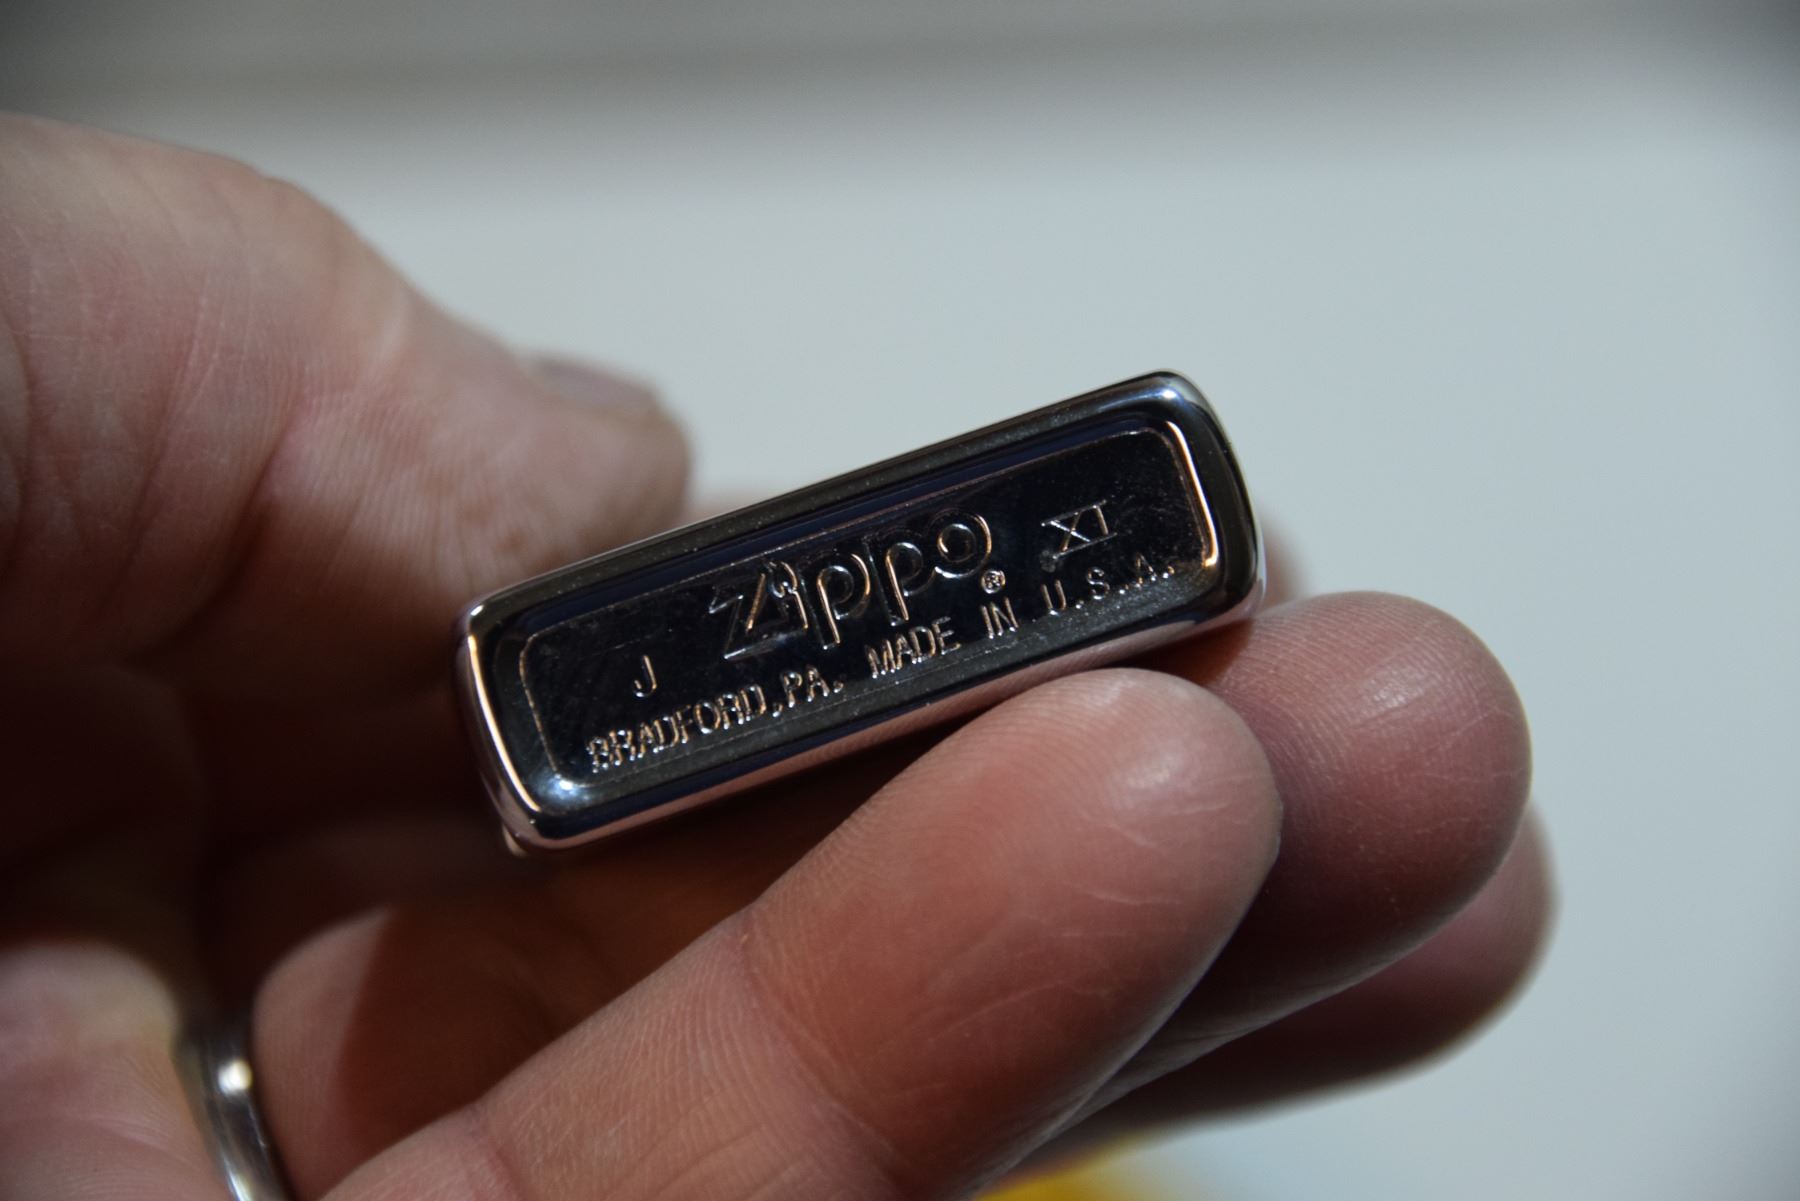 J Zippo® XI
BRADFORD,PA. MADE IN U.S.A.